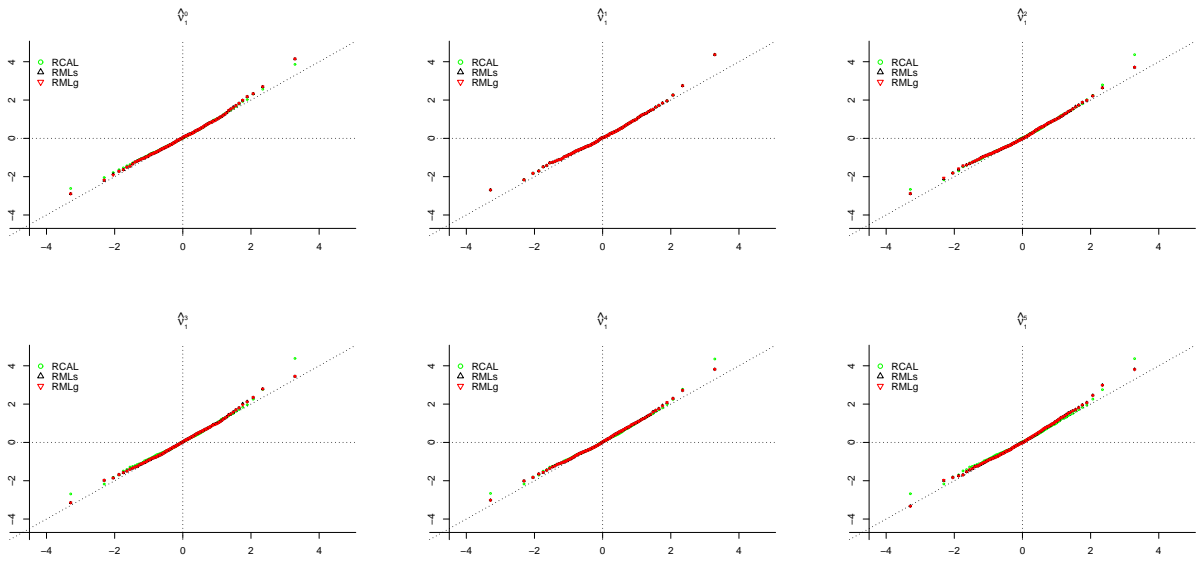 V̂₁⁰
4
2
0
−2
−4
RCAL
RMLs
RMLg
−4 −2 0 2 4
V̂₁¹
4
2
0
−2
−4
RCAL
RMLs
RMLg
−4 −2 0 2 4
V̂₁²
4
2
0
−2
−4
RCAL
RMLs
RMLg
−4 −2 0 2 4
V̂₁³
4
2
0
−2
−4
RCAL
RMLs
RMLg
−4 −2 0 2 4
V̂₁⁴
4
2
0
−2
−4
RCAL
RMLs
RMLg
−4 −2 0 2 4
V̂₁⁵
4
2
0
−2
−4
RCAL
RMLs
RMLg
−4 −2 0 2 4